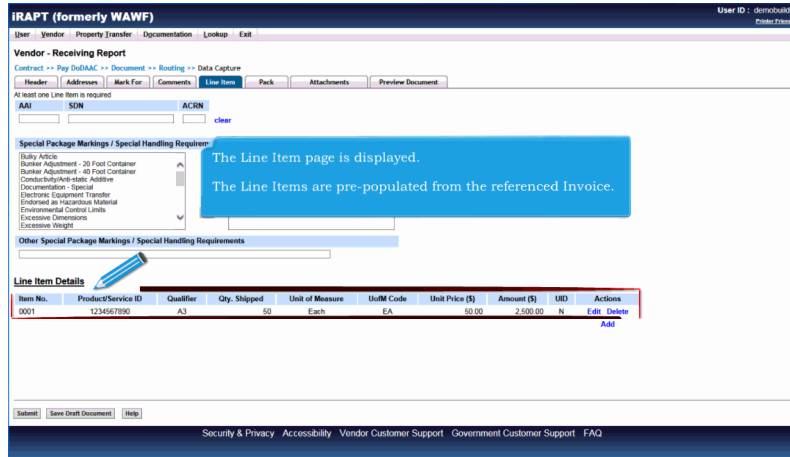 User ID : demobuild
iRAPT (formerly WAWF)
Printer Frien
User Vendor Property Transfer Documentation Lookup Exit
Vendor - Receiving Report
Contract >> Pay DoDAAC >> Document >> Routing >> Data Capture
Header Addresses Mark For Comments Line Item Pack Attachments Preview Document
At least one Line Item is required
AAI SDN ACRN
clear
Special Package Markings / Special Handling Requirem
Bulky Article
Bunker Adjustment - 20 Foot Container
Bunker Adjustment - 40 Foot Container
Conductivity/Anti-static Additive
Documentation - Special
Electronic Equipment Transfer
Endorsed as Hazardous Material
Environmental Control Limits
Excessive Dimensions
Excessive Weight
The Line Item page is displayed.
The Line Items are pre-populated from the referenced Invoice.
Other Special Package Markings / Special Handling Requirements
Line Item Details
Item No. Product/Service ID Qualifier Qty. Shipped Unit of Measure UofM Code Unit Price ($) Amount ($) UID Actions
0001 1234567890 A3 50 Each EA 50.00 2,500.00 N Edit Delete
Add
Submit Save Draft Document Help
Security & Privacy Accessibility Vendor Customer Support Government Customer Support FAQ